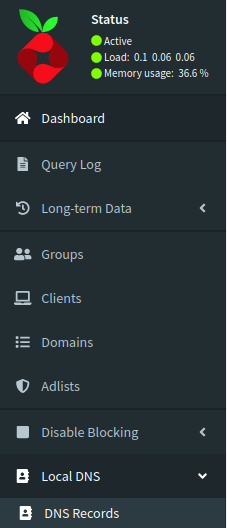 Status
Active
Load: 0.1 0.06 0.06
Memory usage: 36.6 %
Dashboard
Query Log
Long-term Data
Groups
Clients
Domains
Adlists
Disable Blocking
Local DNS
DNS Records